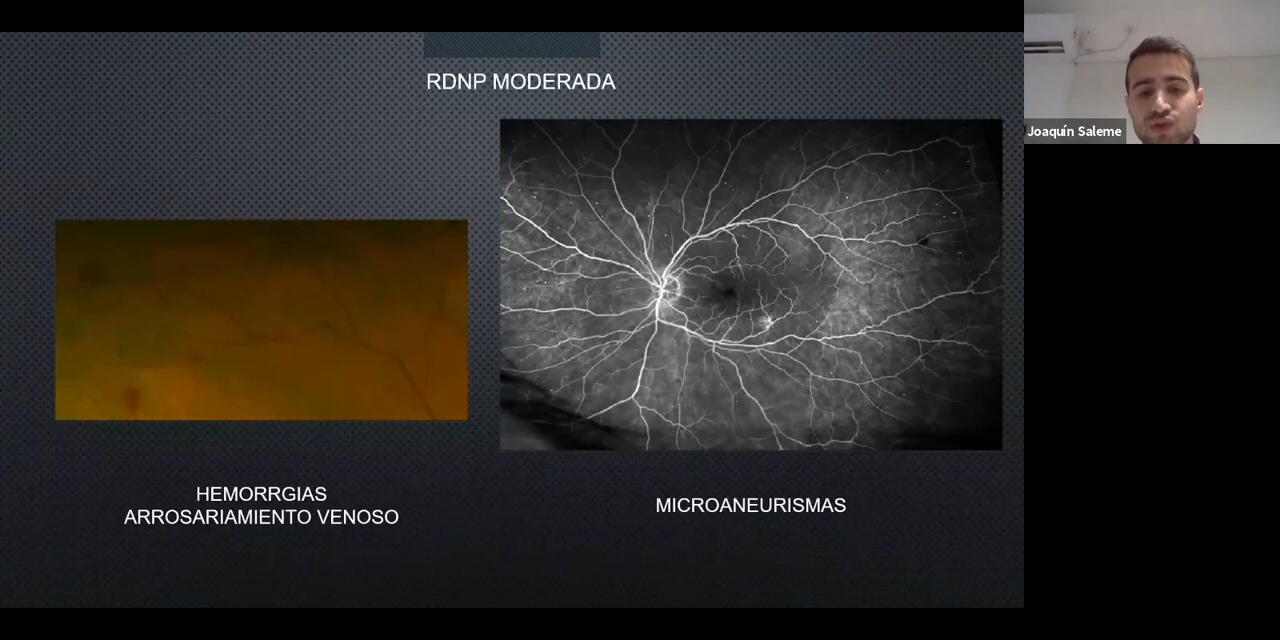 RDNP MODERADA
Joaquín Saleme
HEMORRGIAS
ARROSARIAMIENTO VENOSO
MICROANEURISMAS